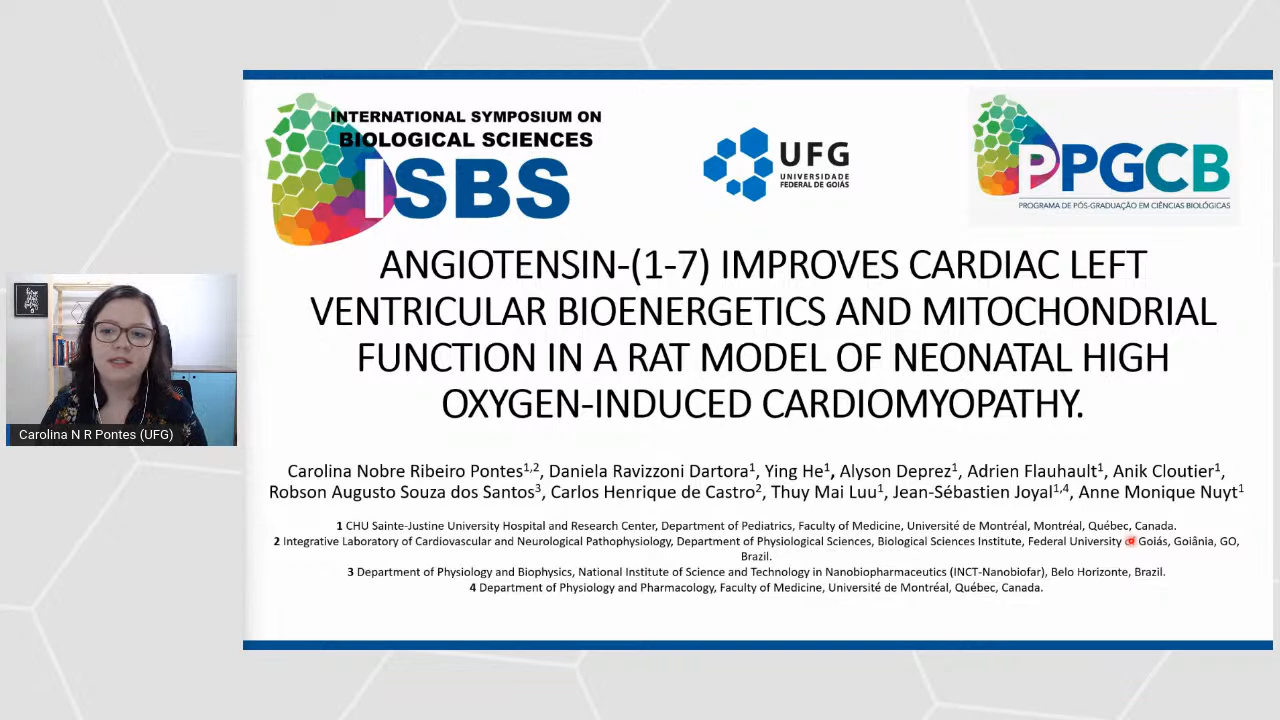 INTERNATIONAL SYMPOSIUM ON
BIOLOGICAL SCIENCES
ISBS
UFG
UNIVERSIDADE
FEDERAL DE GOIÁS
PPGCB
PROGRAMA DE PÓS-GRADUAÇÃO EM CIÊNCIAS BIOLÓGICAS
ANGIOTENSIN-(1-7) IMPROVES CARDIAC LEFT
VENTRICULAR BIOENERGETICS AND MITOCHONDRIAL
FUNCTION IN A RAT MODEL OF NEONATAL HIGH
OXYGEN-INDUCED CARDIOMYOPATHY.
Carolina Nobre Ribeiro Pontes1,2, Daniela Ravizzoni Dartora1, Ying He1, Alyson Deprez1, Adrien Flauhault1, Anik Cloutier1,
Robson Augusto Souza dos Santos3, Carlos Henrique de Castro2, Thuy Mai Luu1, Jean-Sébastien Joyal1,4, Anne Monique Nuyt1
1 CHU Sainte-Justine University Hospital and Research Center, Department of Pediatrics, Faculty of Medicine, Université de Montréal, Montréal, Québec, Canada.
2 Integrative Laboratory of Cardiovascular and Neurological Pathophysiology, Department of Physiological Sciences, Biological Sciences Institute, Federal University Goiás, Goiânia, GO,
Brazil.
3 Department of Physiology and Biophysics, National Institute of Science and Technology in Nanobiopharmaceutics (INCT-Nanobiofar), Belo Horizonte, Brazil.
4 Department of Physiology and Pharmacology, Faculty of Medicine, Université de Montréal, Québec, Canada.
Carolina N R Pontes (UFG)